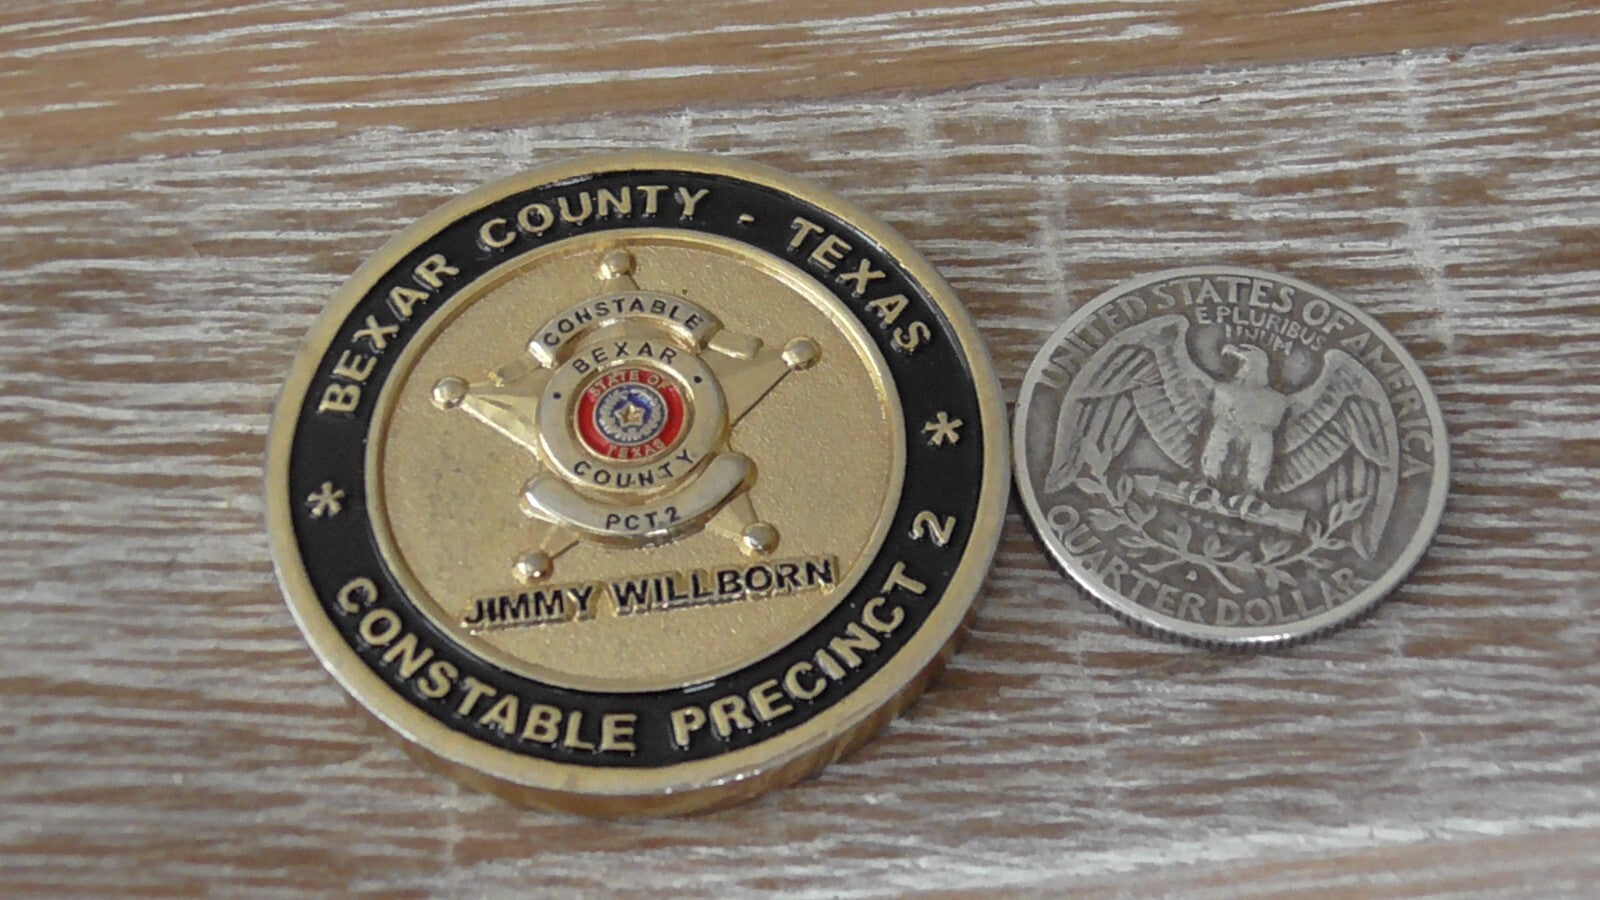 BEXAR COUNTY - TEXAS
CONSTABLE
BEXAR
STATE OF
TEXAS
COUNTY
PCT.2
JIMMY WILLBORN
* CONSTABLE PRECINCT 2 *
UNITED STATES OF AMERICA
E PLURIBUS
UNUM
QUARTER DOLLAR